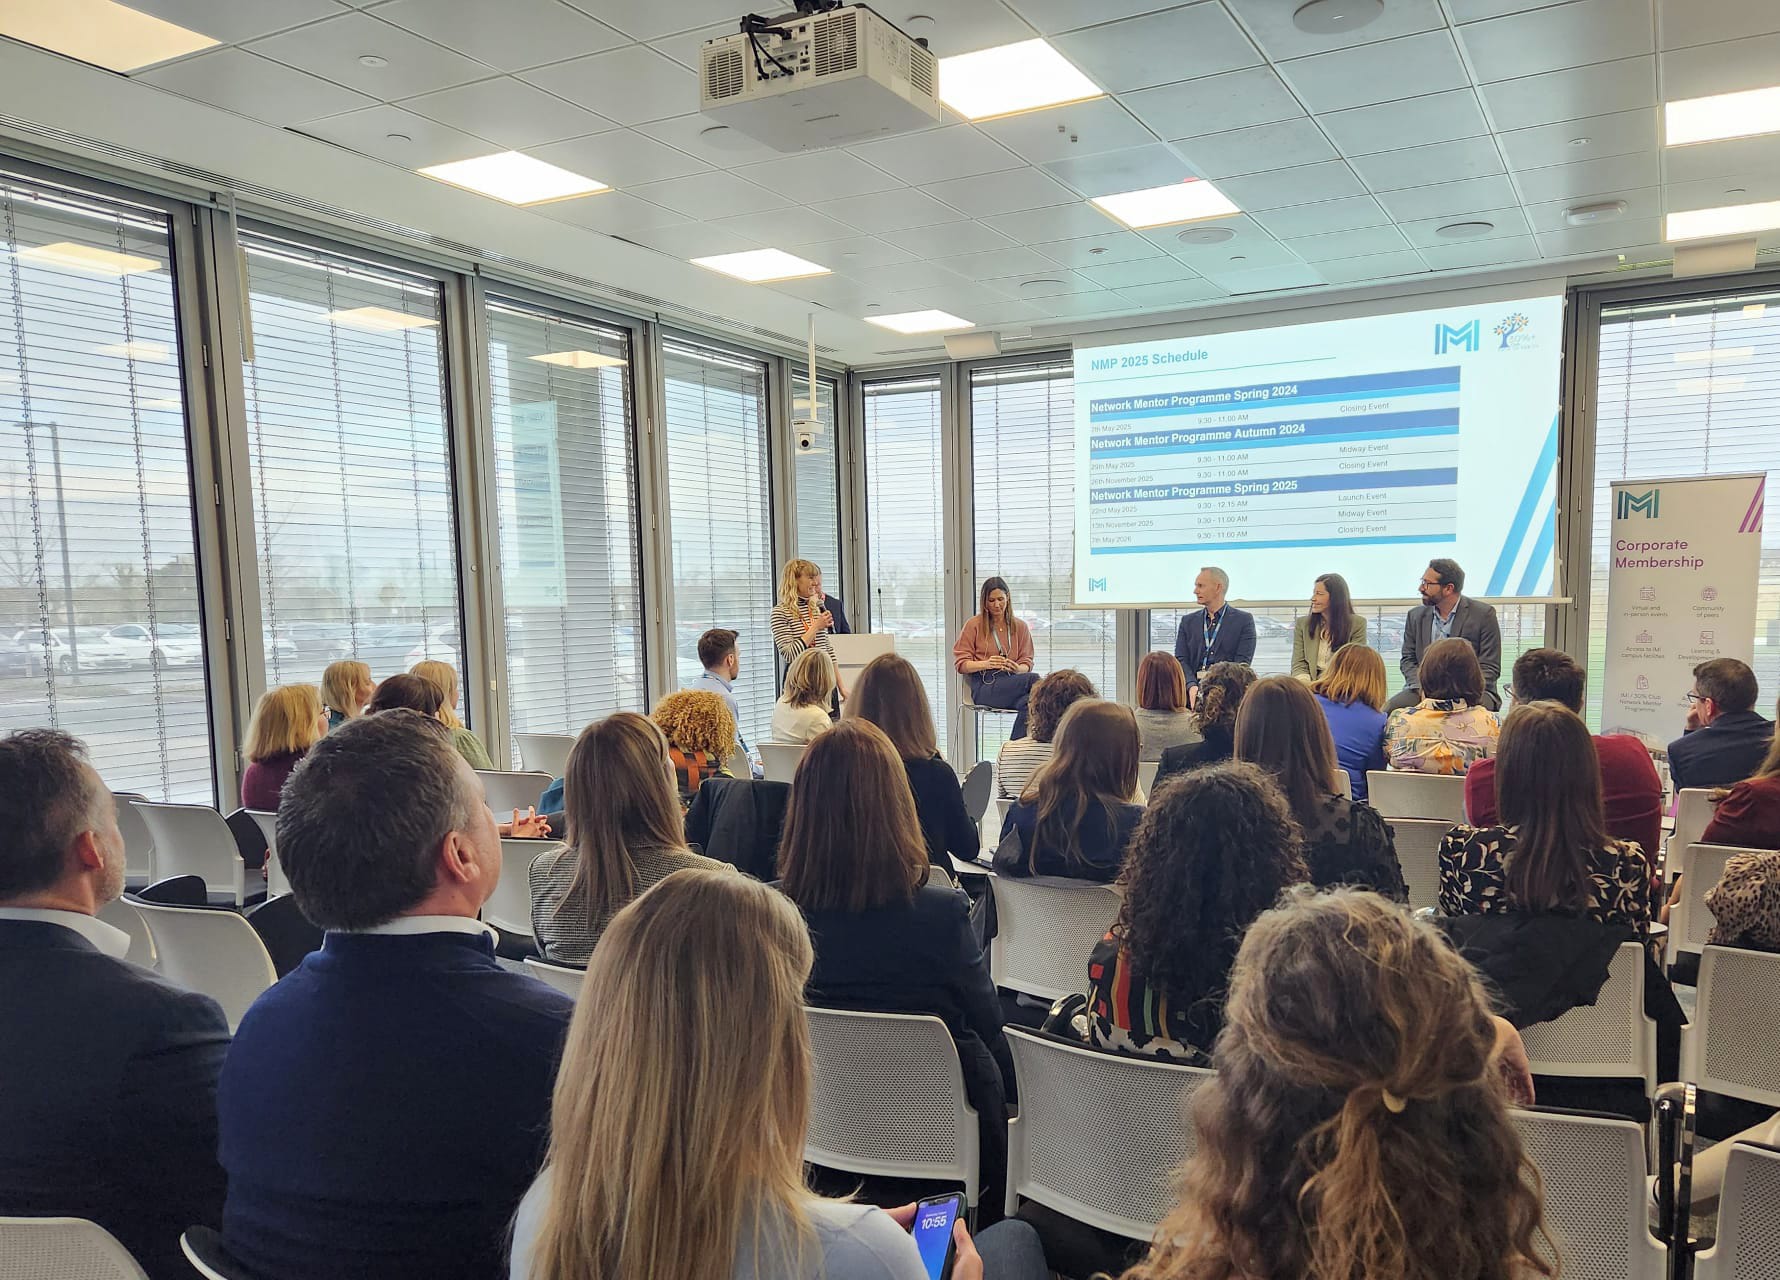 NMP 2025 Schedule
IMI
30%+
Network Mentor Programme Spring 2024
7th May 2025 9.30 - 11.00 AM Closing Event
Network Mentor Programme Autumn 2024
29th May 2025 9.30 - 11.00 AM Midway Event
26th November 2025 9.30 - 11.00 AM Closing Event
Network Mentor Programme Spring 2025
22nd May 2025 9.30 - 12.15 AM Launch Event
13th November 2025 9.30 - 11.00 AM Midway Event
7th May 2026 9.30 - 11.00 AM Closing Event
IMI
IMI
Corporate
Membership
Virtual and
in-person events
Community
of peers
Access to IMI
campus facilities
Learning &
Development
IMI / 30% Club
Network Mentor
Programme
10:55